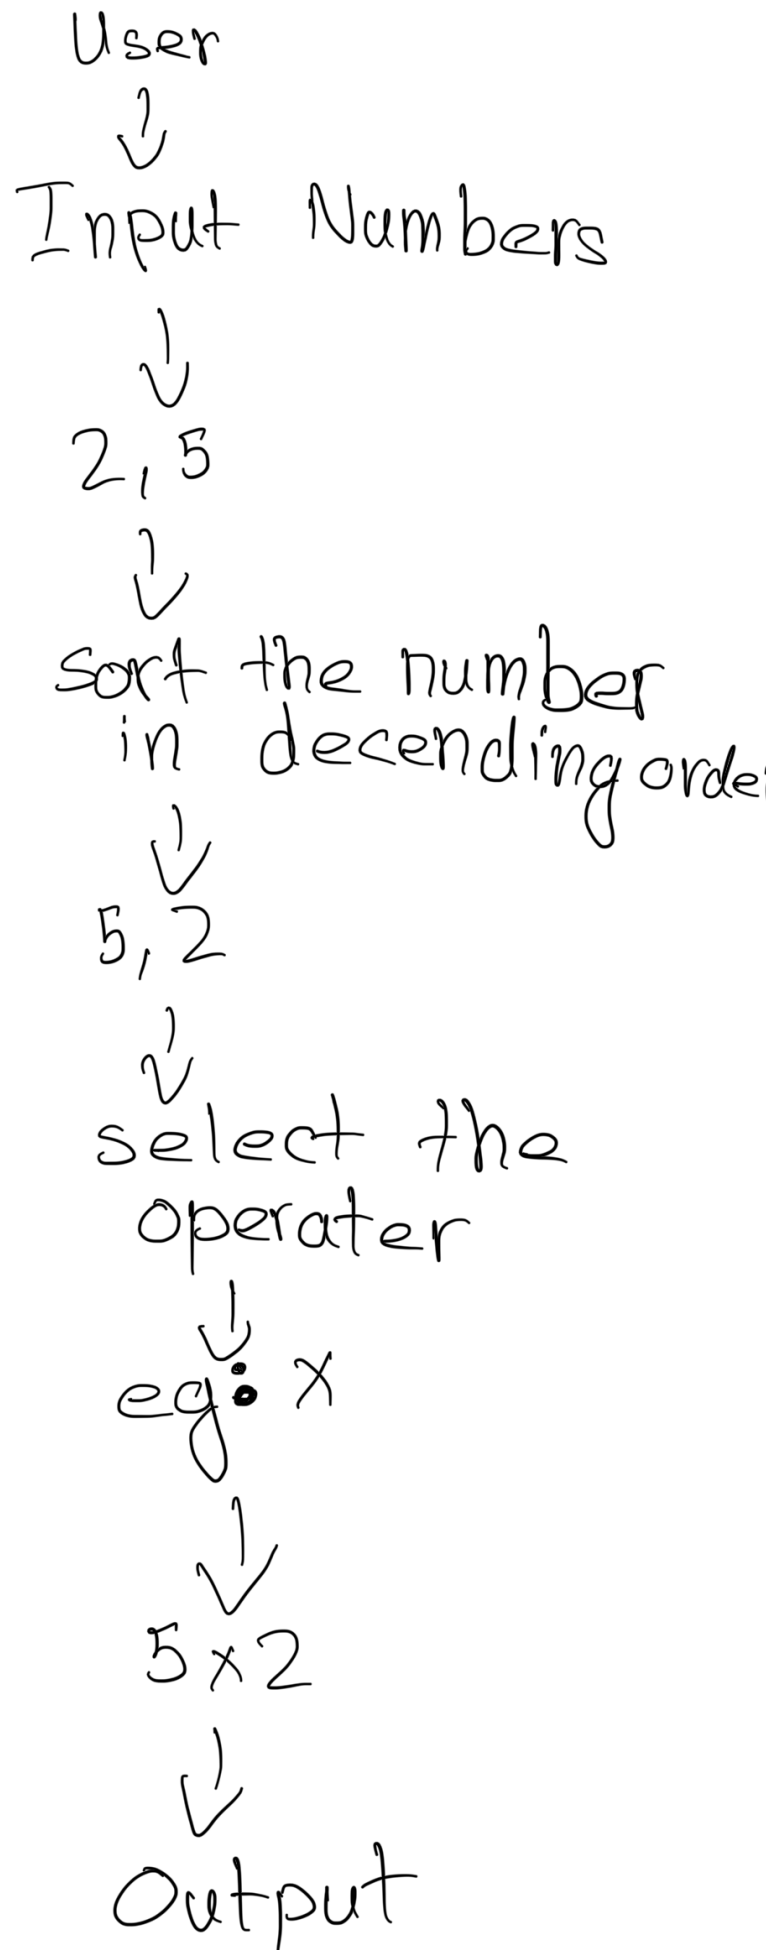 User
Input Numbers
2, 5
sort the number
in decending order
5, 2
select the
operater
eg: x
5 x 2
Output